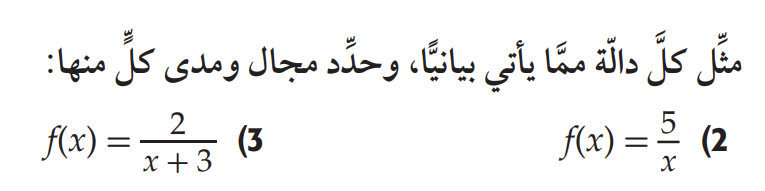 مثِّل كلَّ دالّة ممَّا يأتي بيانيًّا، وحدِّد مجال ومدى كلٍّ منها:
(2 f(x) = 5/x (3 f(x) = 2/(x + 3)